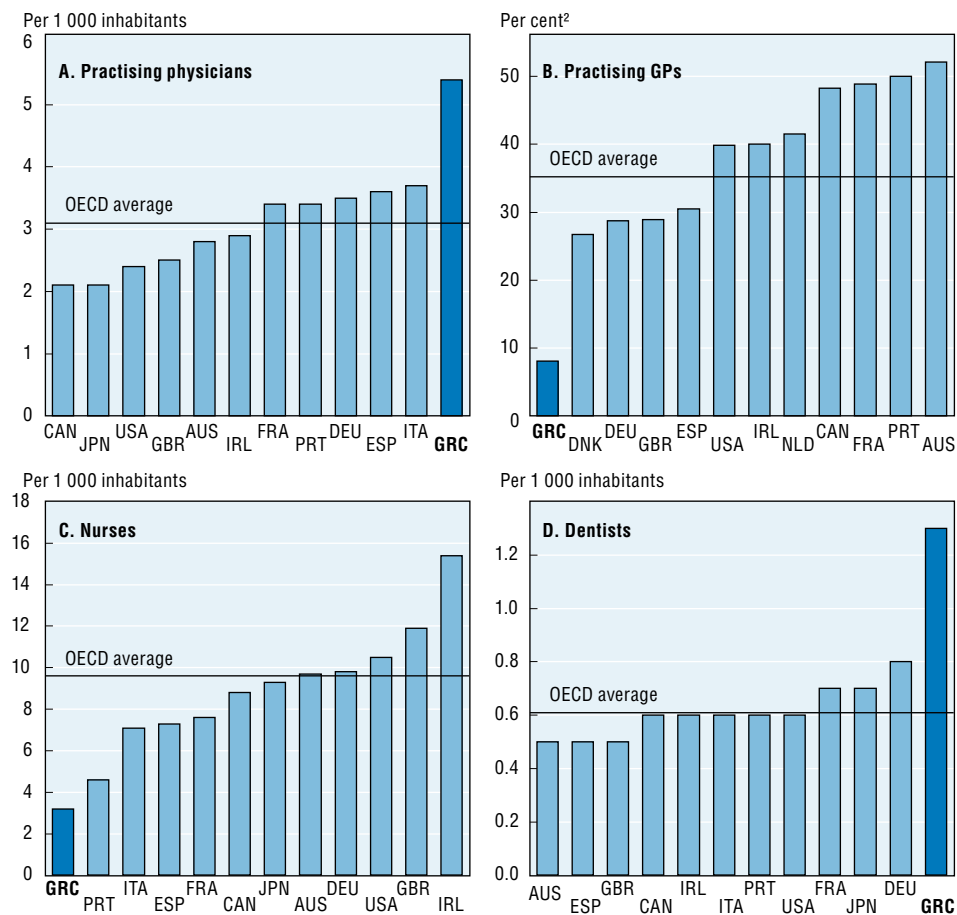 Per 1 000 inhabitants
A. Practising physicians
OECD average
6
5
4
3
2
1
0
CAN JPN USA GBR AUS IRL FRA PRT DEU ESP ITA GRC
Per cent²
B. Practising GPs
OECD average
50
40
30
20
10
0
GRC DNK DEU GBR ESP USA IRL NLD CAN FRA PRT AUS
Per 1 000 inhabitants
C. Nurses
OECD average
18
16
14
12
10
8
6
4
2
0
GRC PRT ITA ESP FRA CAN JPN AUS DEU USA GBR IRL
Per 1 000 inhabitants
D. Dentists
OECD average
1.2
1.0
0.8
0.6
0.4
0.2
0.0
AUS ESP GBR CAN IRL ITA PRT USA FRA JPN DEU GRC